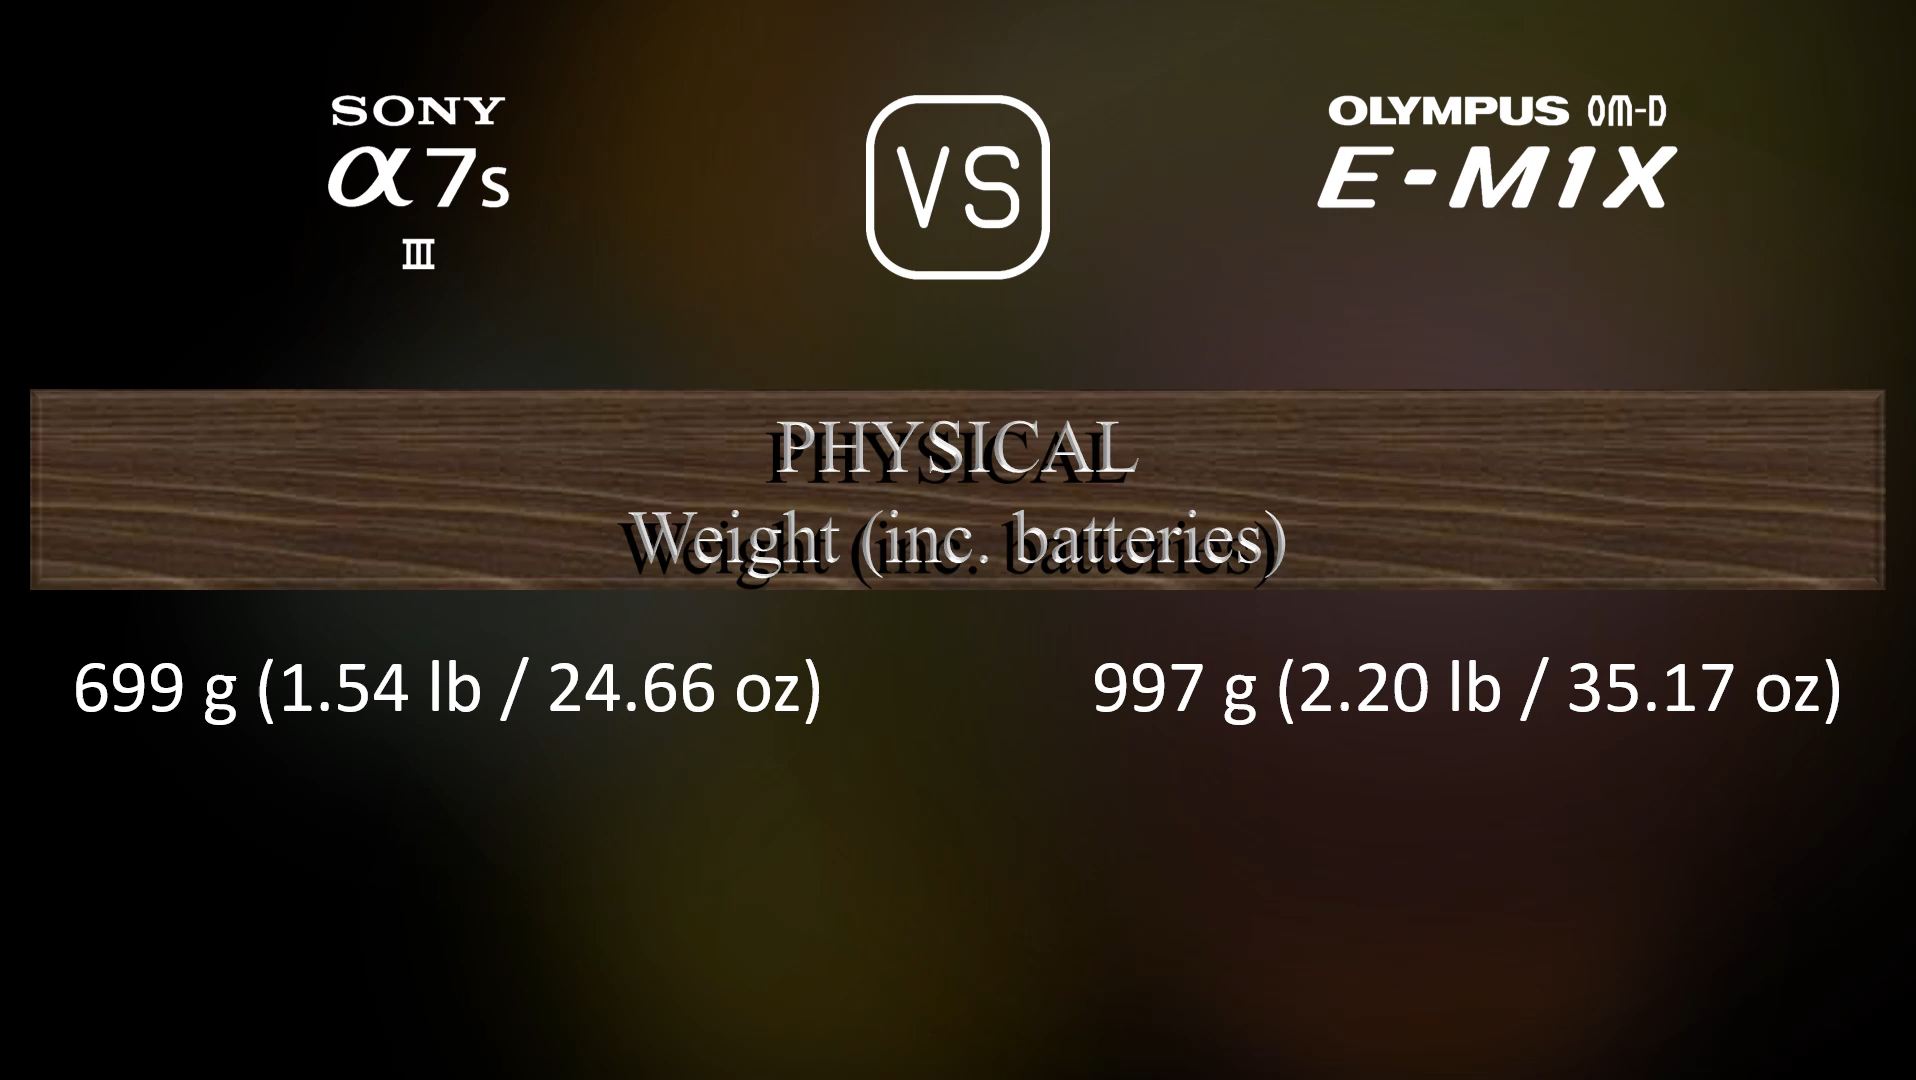 SONY
α7s
III
VS
OLYMPUS OM-D
E-M1X
PHYSICAL
Weight (inc. batteries)
699 g (1.54 lb / 24.66 oz)
997 g (2.20 lb / 35.17 oz)